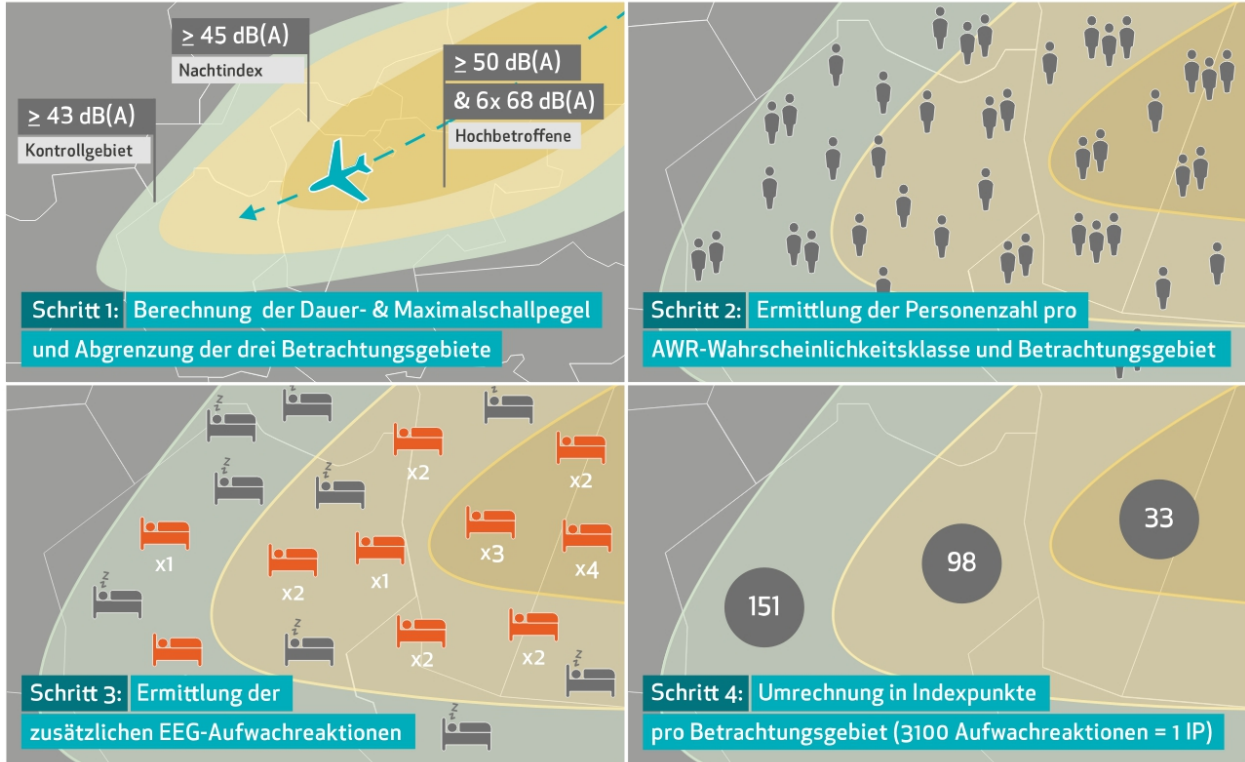 ≥ 45 dB(A)
Nachtindex
≥ 50 dB(A)
& 6x 68 dB(A)
Hochbetroffene
≥ 43 dB(A)
Kontrollgebiet
Schritt 1: Berechnung der Dauer- & Maximalschallpegel
und Abgrenzung der drei Betrachtungsgebiete
Schritt 2: Ermittlung der Personenzahl pro
AWR-Wahrscheinlichkeitsklasse und Betrachtungsgebiet
z z z
z z z
z z z
x2
x2
z z z
z z z
x1
x3
x4
x2
x1
z z z
x2
x2
z z z
z z z
z z z
Schritt 3: Ermittlung der
zusätzlichen EEG-Aufwachreaktionen
33
98
151
Schritt 4: Umrechnung in Indexpunkte
pro Betrachtungsgebiet (3100 Aufwachreaktionen = 1 IP)